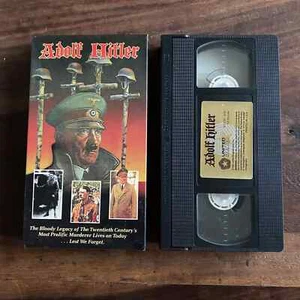 Adolf Hitler
The Bloody Legacy of The Twentieth Century's
Most Prolific Murderer Lives on Today
. . . Lest We Forget.
Adolf Hitler